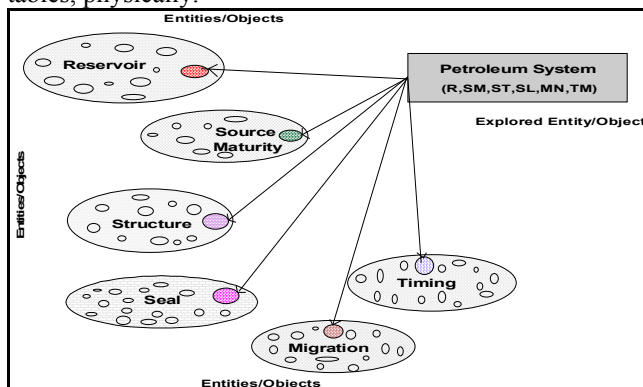 tables, physically.
Entities/Objects
Reservoir
Petroleum System
(R,SM,ST,SL,MN,TM)
Source
Maturity
Explored Entity/Object
Entities/Objects
Structure
Timing
Seal
Migration
Entities/Objects